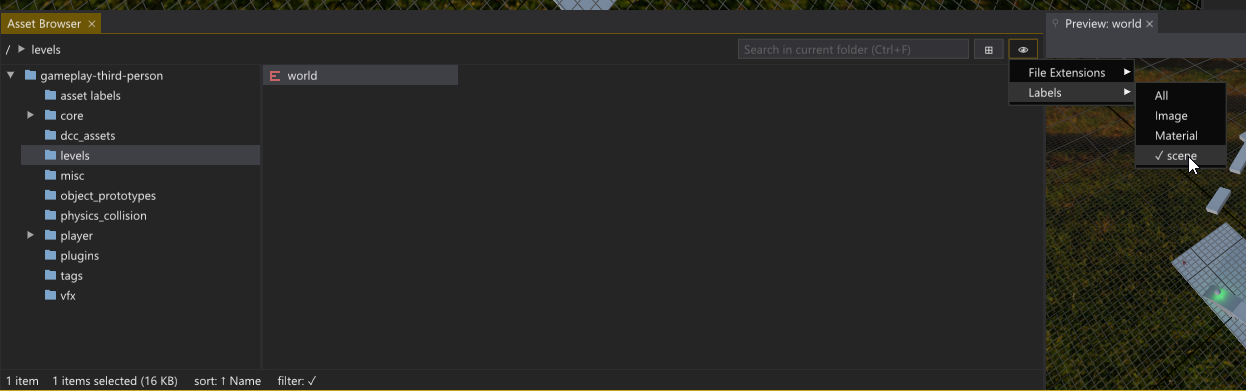 Asset Browser ×
Preview: world ×
/ ▶ levels
Search in current folder (Ctrl+F)
gameplay-third-person
asset labels
core
dcc_assets
levels
misc
object_prototypes
physics_collision
player
plugins
tags
vfx
world
File Extensions
Labels
All
Image
Material
✓ scene
1 item 1 items selected (16 KB) sort: ↑ Name filter: ✓